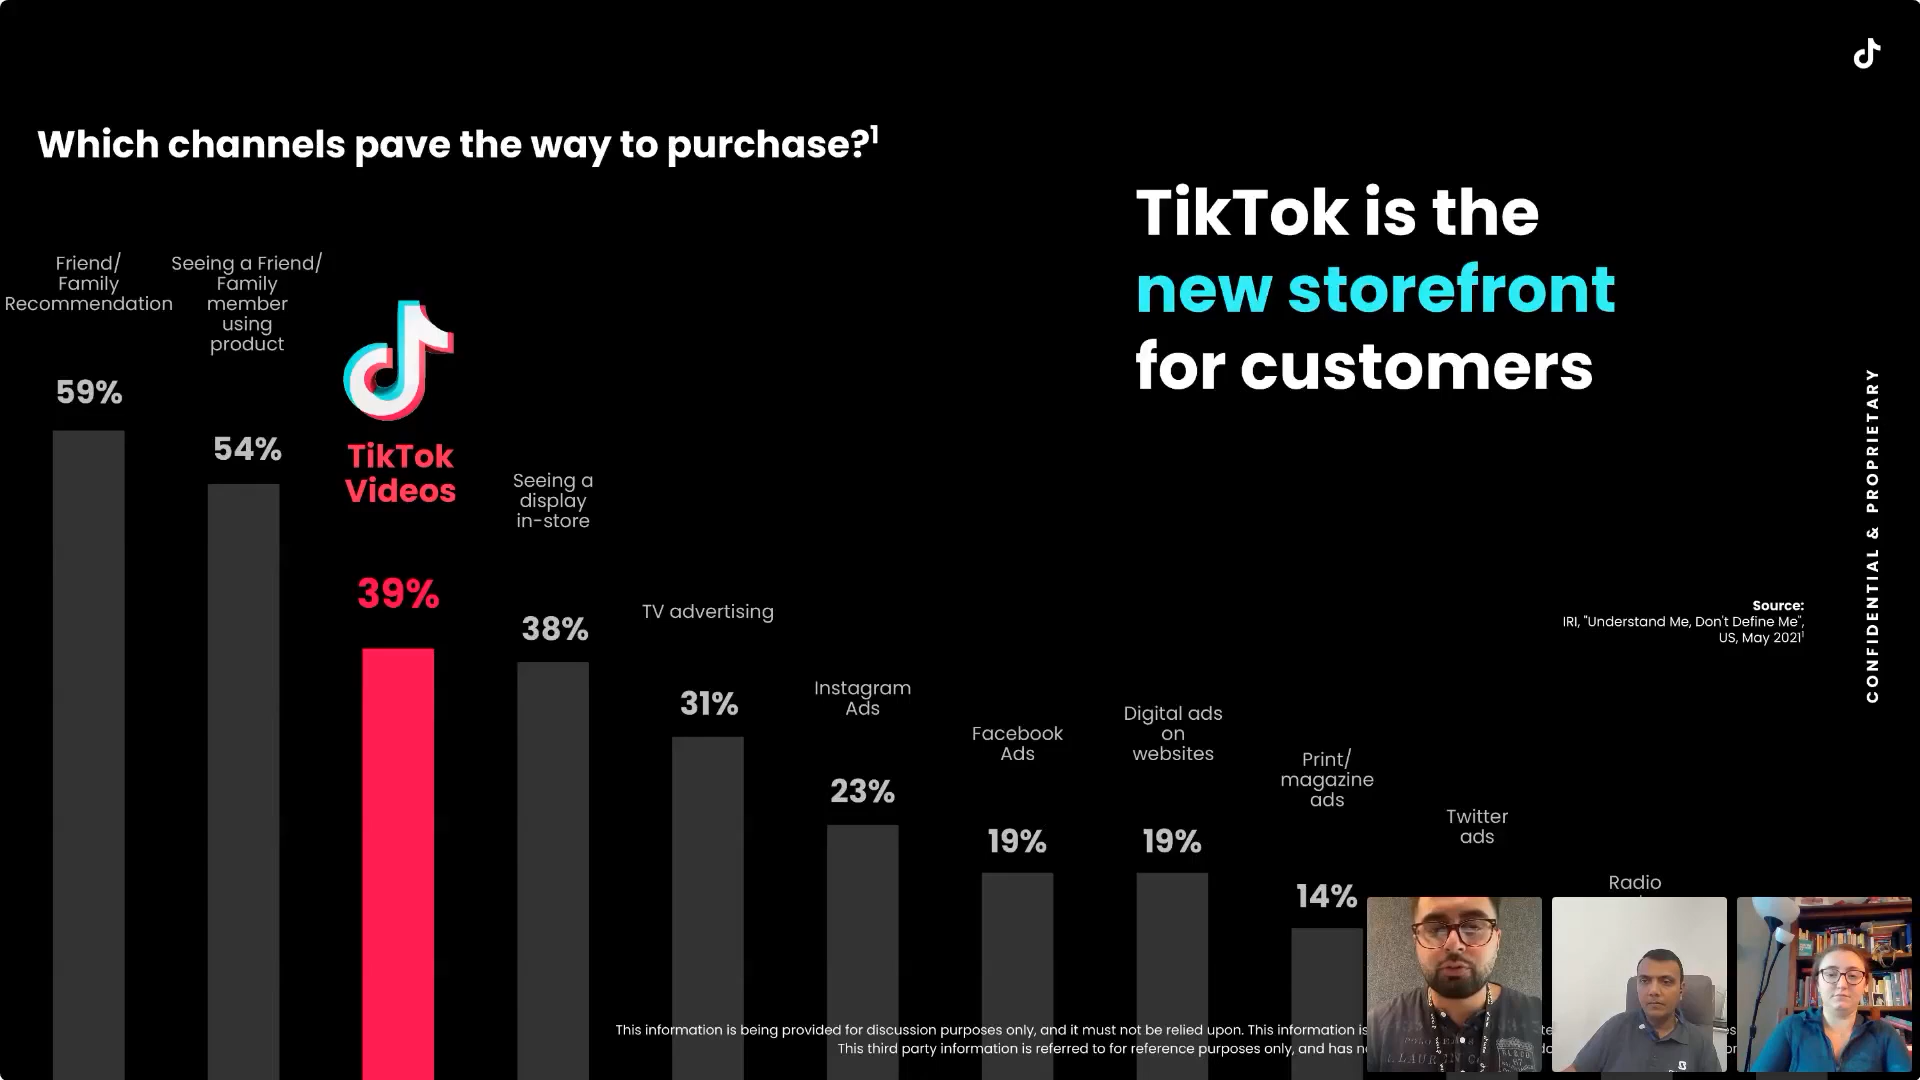 Which channels pave the way to purchase?1
TikTok is the
new storefront
for customers
Friend/
Family
Recommendation
59%
Seeing a Friend/
Family
member
using
product
54%
TikTok
Videos
39%
Seeing a
display
in-store
38%
TV advertising
31%
Instagram
Ads
23%
Facebook
Ads
19%
Digital ads
on
websites
19%
Print/
magazine
ads
14%
Twitter
ads
Radio
Source:
IRI, "Understand Me, Don't Define Me",
US, May 20211
CONFIDENTIAL & PROPRIETARY
This information is being provided for discussion purposes only, and it must not be relied upon. This information is
This third party information is referred to for reference purposes only, and has